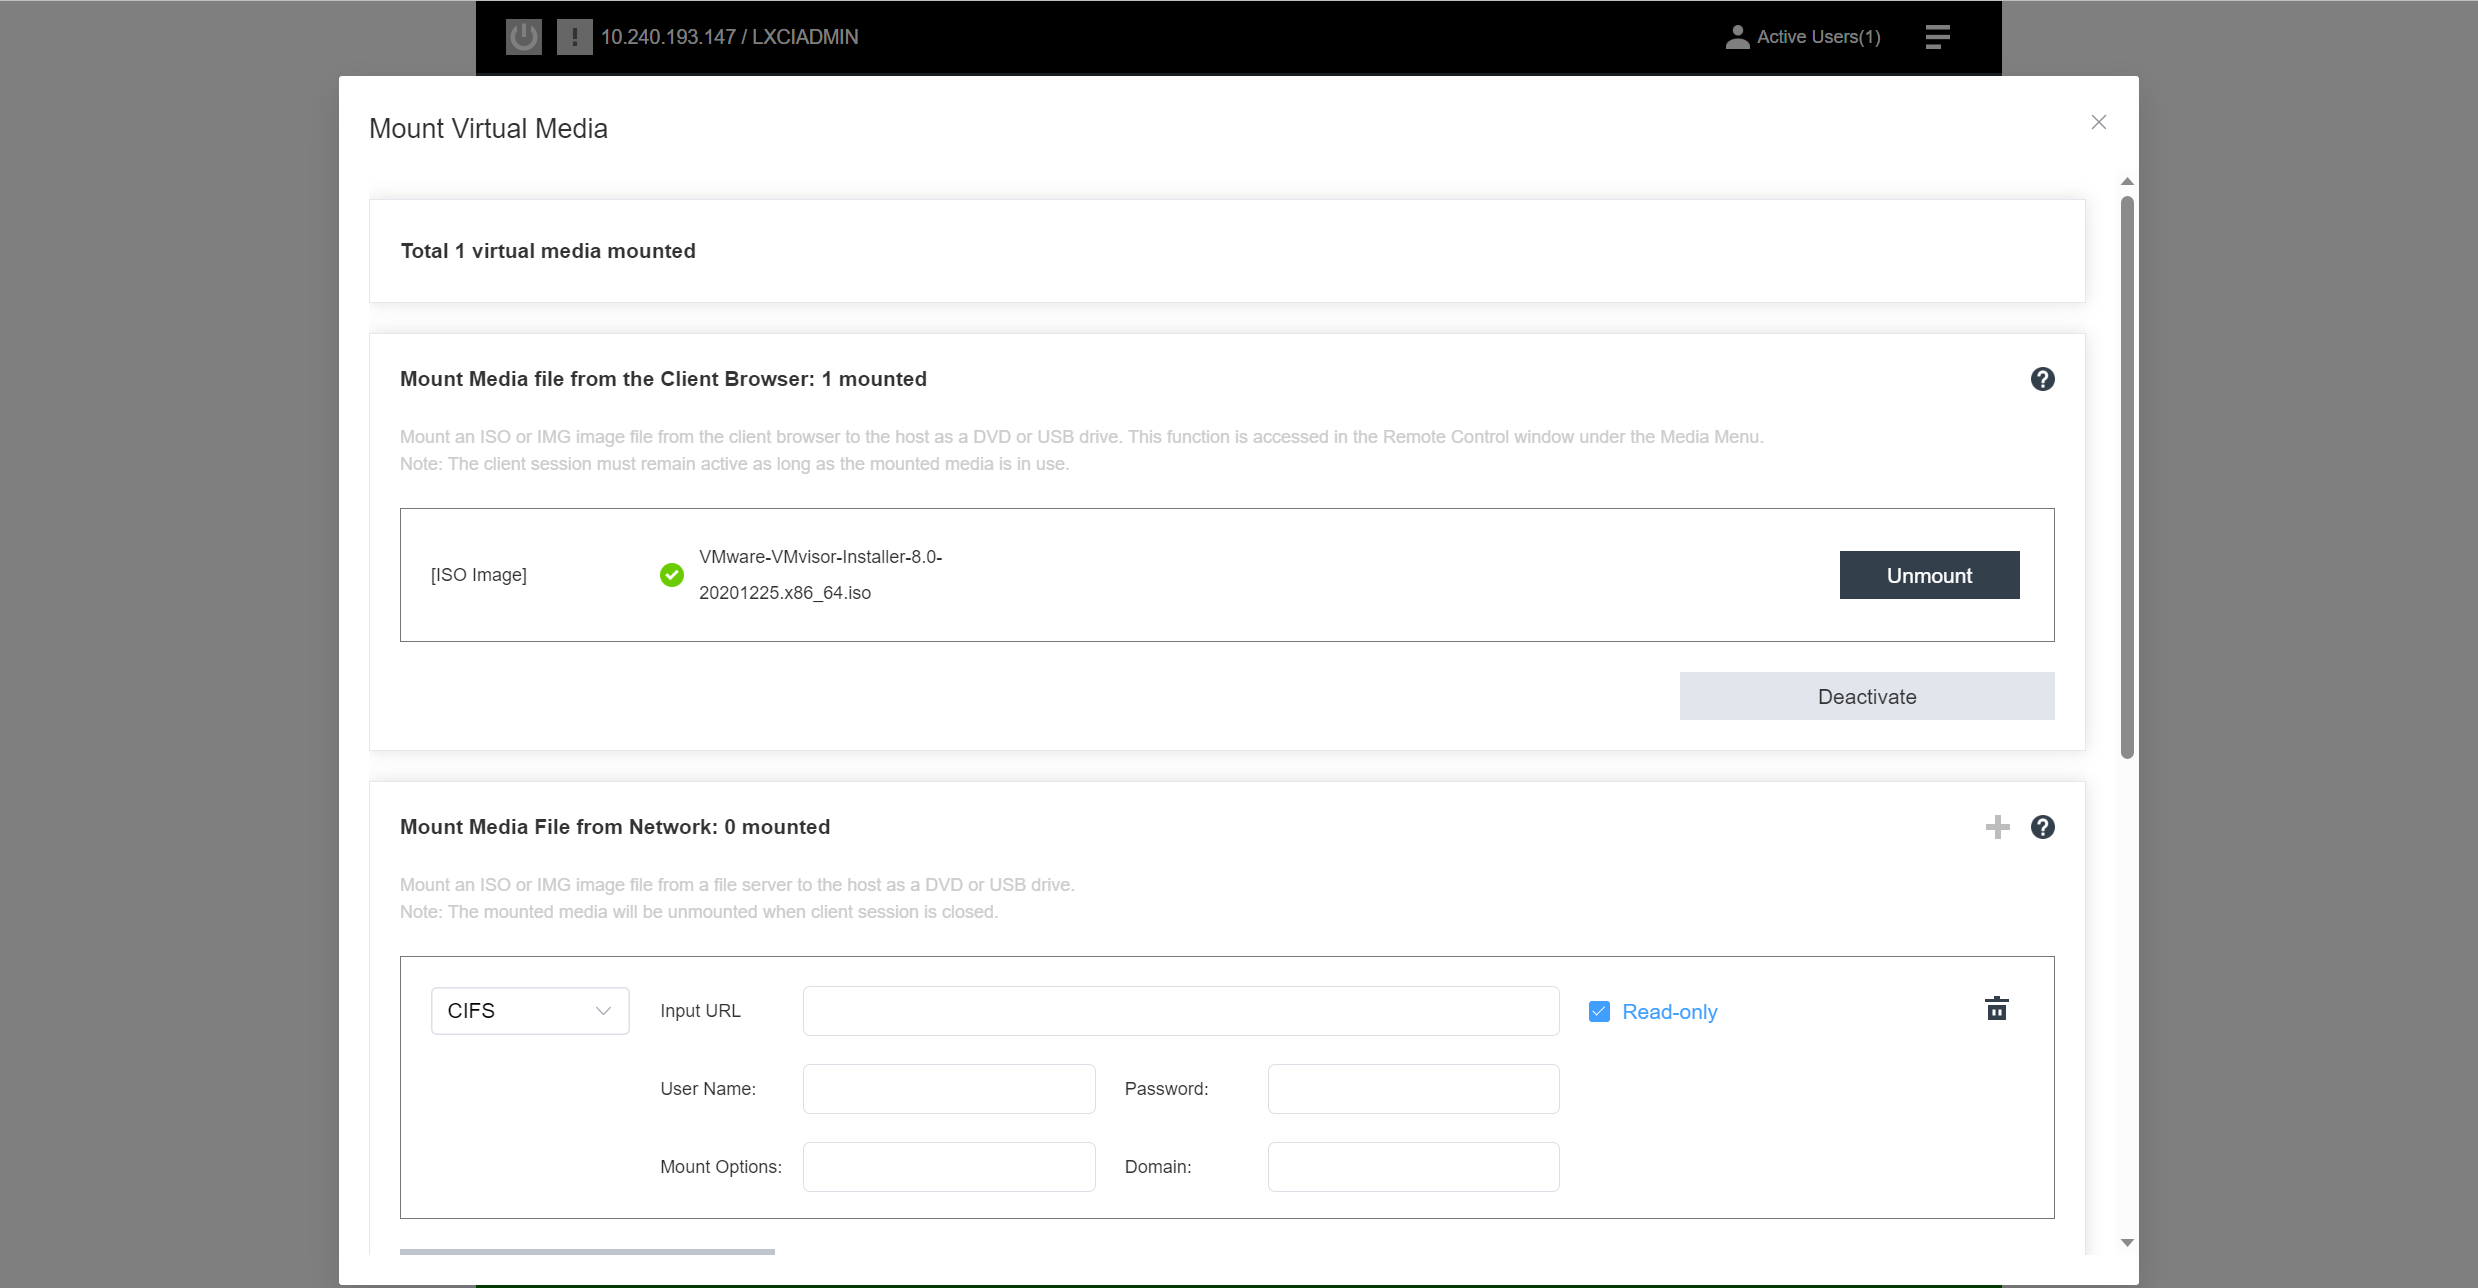 10.240.193.147 / LXCIADMIN
Active Users(1)
Mount Virtual Media
Total 1 virtual media mounted
Mount Media file from the Client Browser: 1 mounted
Mount an ISO or IMG image file from the client browser to the host as a DVD or USB drive. This function is accessed in the Remote Control window under the Media Menu.
Note: The client session must remain active as long as the mounted media is in use.
[ISO Image]
VMware-VMvisor-Installer-8.0-
20201225.x86_64.iso
Unmount
Deactivate
Mount Media File from Network: 0 mounted
Mount an ISO or IMG image file from a file server to the host as a DVD or USB drive.
Note: The mounted media will be unmounted when client session is closed.
CIFS
Input URL
Read-only
User Name:
Password:
Mount Options:
Domain: